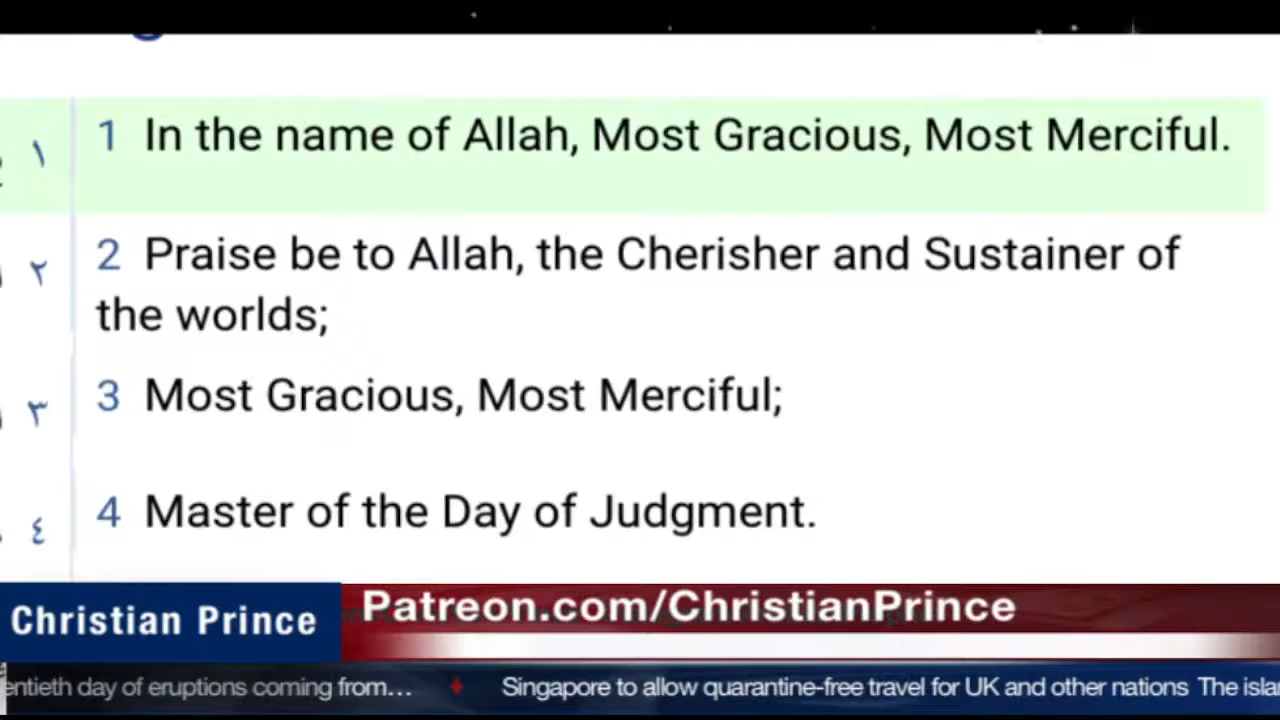 ١ 1 In the name of Allah, Most Gracious, Most Merciful.
٢ 2 Praise be to Allah, the Cherisher and Sustainer of
the worlds;
٣ 3 Most Gracious, Most Merciful;
٤ 4 Master of the Day of Judgment.
Christian Prince Patreon.com/ChristianPrince
day of eruptions coming from... Singapore to allow quarantine-free travel for UK and other nations The